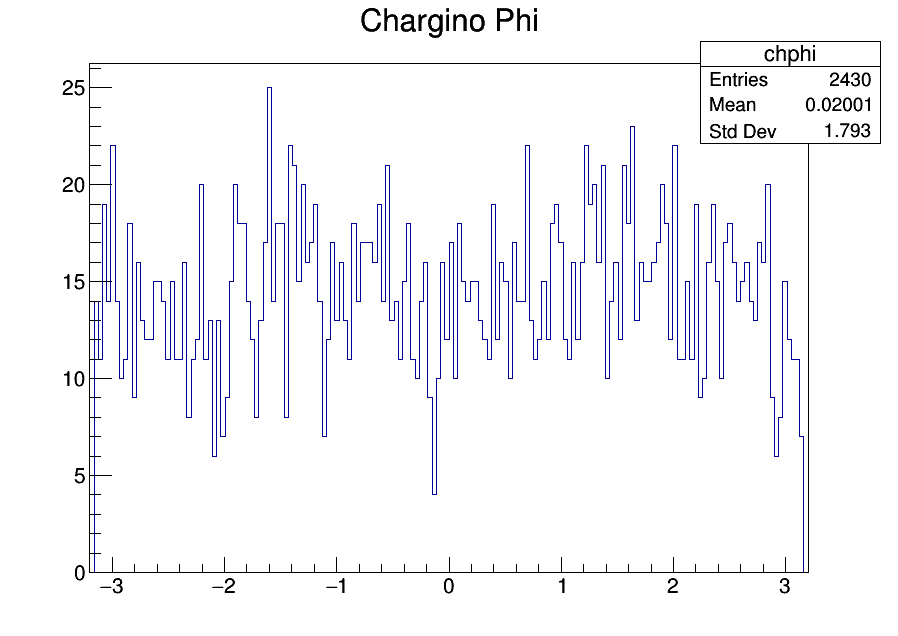 Chargino Phi
chphi
Entries 2430
Mean 0.02001
Std Dev 1.793
25
20
15
10
5
0
−3 −2 −1 0 1 2 3